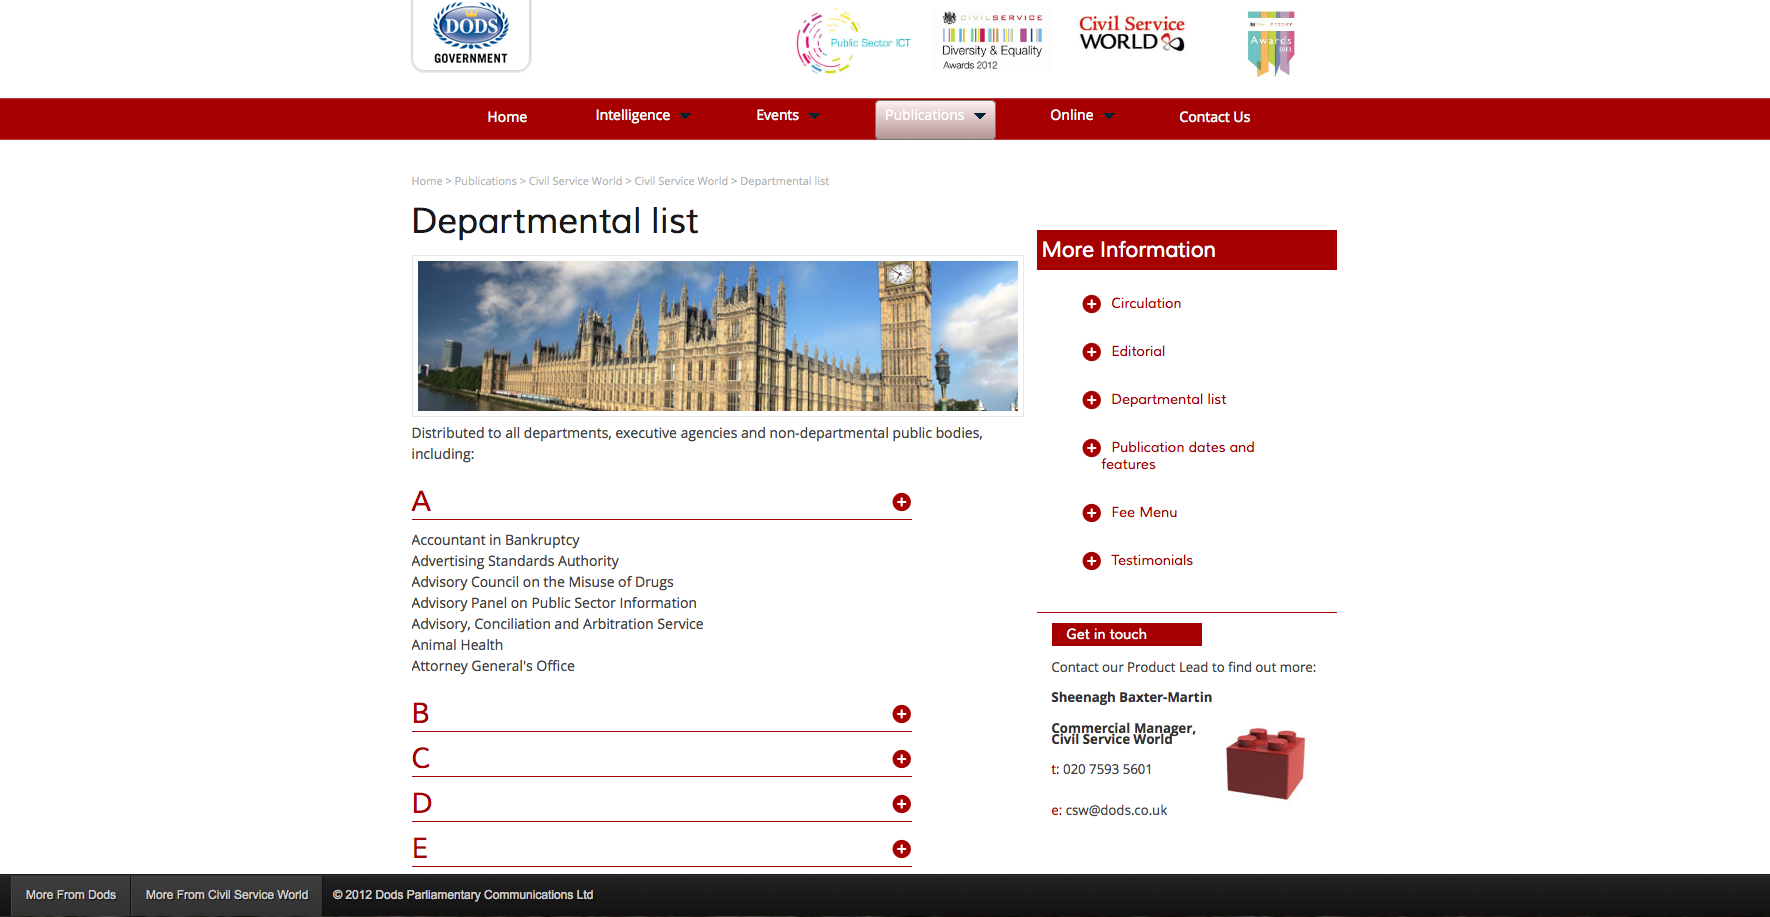 DODS
GOVERNMENT
Public Sector ICT
CIVILSERVICE
Diversity & Equality
Awards 2012
Civil Service
WORLD
CIVIL SERVICE
Awards
2012
Home
Intelligence
Events
Publications
Online
Contact Us
Home > Publications > Civil Service World > Civil Service World > Departmental list
Departmental list
Distributed to all departments, executive agencies and non-departmental public bodies,
including:
A
Accountant in Bankruptcy
Advertising Standards Authority
Advisory Council on the Misuse of Drugs
Advisory Panel on Public Sector Information
Advisory, Conciliation and Arbitration Service
Animal Health
Attorney General's Office
B
C
D
E
More Information
Circulation
Editorial
Departmental list
Publication dates and
features
Fee Menu
Testimonials
Get in touch
Contact our Product Lead to find out more:
Sheenagh Baxter-Martin
Commercial Manager,
Civil Service World
t: 020 7593 5601
e: csw@dods.co.uk
More From Dods
More From Civil Service World
© 2012 Dods Parliamentary Communications Ltd